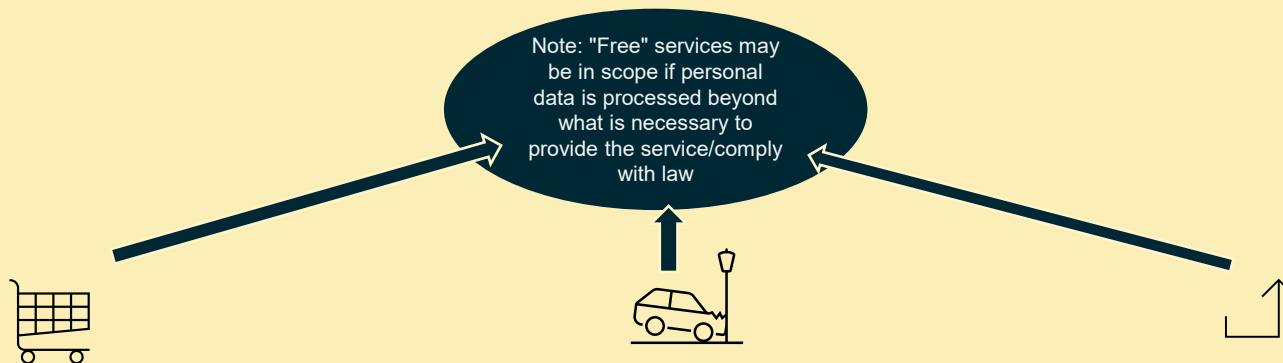 Note: "Free" services may
be in scope if personal
data is processed beyond
what is necessary to
provide the service/comply
with law